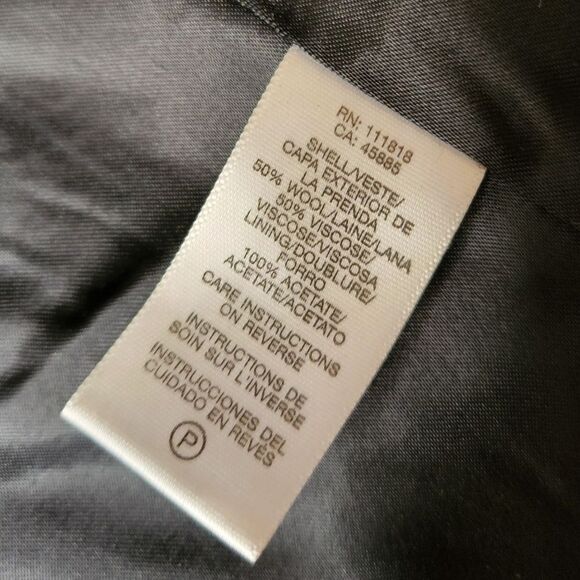 RN: 111818
CA: 45885
SHELL/VESTE/
CAPA EXTERIOR DE
LA PRENDA
50% WOOL/LAINE/LANA
50% VISCOSE/
VISCOSE/VISCOSA
LINING/DOUBLURE/
FORRO
100% ACETATE/
ACETATE/ACETATO
CARE INSTRUCTIONS
ON REVERSE
INSTRUCTIONS DE
SOIN SUR L'INVERSE
INSTRUCCIONES DEL
CUIDADO EN REVÉS
P